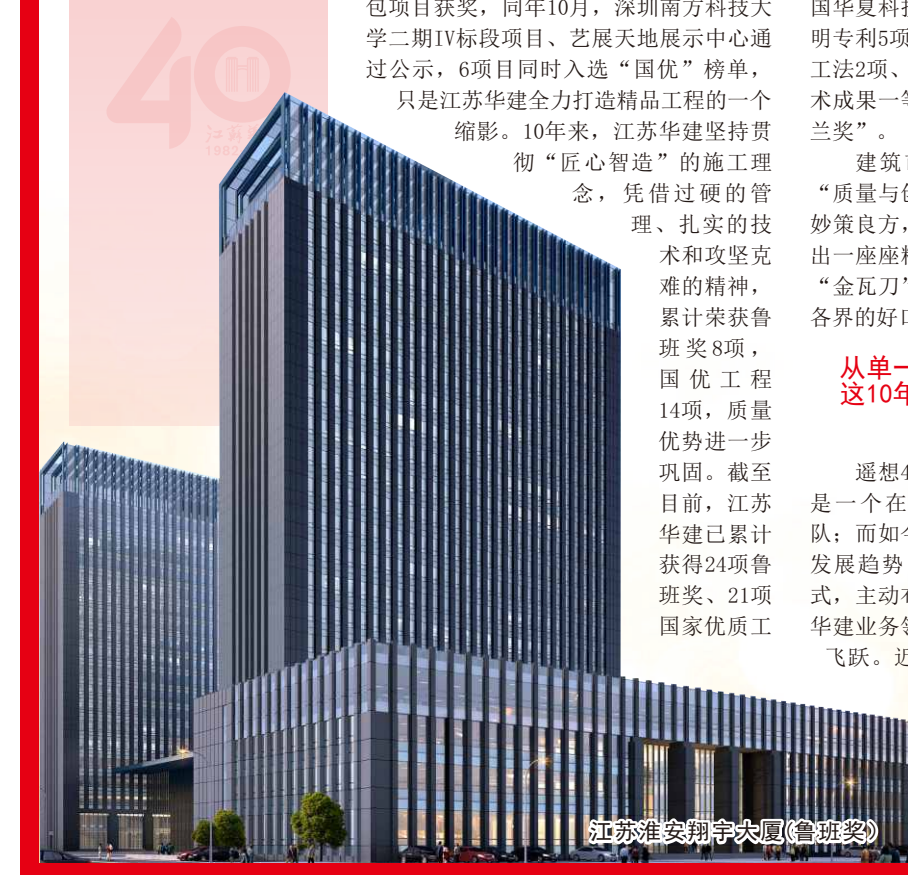 包项目获奖，同年10月，深圳南方科技大
学二期IV标段项目、艺展天地展示中心通
过公示，6项目同时入选“国优”榜单，
只是江苏华建全力打造精品工程的一个
缩影。10年来，江苏华建坚持贯
彻“匠心智造”的施工理
念，凭借过硬的管
理、扎实的技
术和攻坚克
难的精神，
累计荣获鲁
班奖8项，
国优工程
14项，质量
优势进一步
巩固。截至
目前，江苏
华建已累计
获得24项鲁
班奖、21项
国家优质工
国华夏科技
明专利5项
工法2项、
术成果一等
兰奖”。
建筑市
“质量与创
妙策良方，
出一座座精
“金瓦刀”
各界的好口
从单一
这10年
遥想4
是一个在
队；而如今
发展趋势
式，主动布
华建业务领
飞跃。近
40
1982
江苏淮安翔宇大厦(鲁班奖)